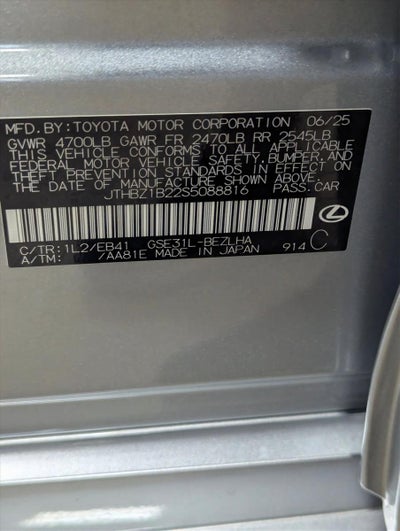 MFD.BY:TOYOTA MOTOR CORPORATION 06/25
GVWR 4700LB GAWR FR 2470LB RR 2545LB
THIS VEHICLE CONFORMS TO ALL APPLICABLE
FEDERAL MOTOR VEHICLE SAFETY,BUMPER,AND
THEFT PREVENTION STANDARDS IN EFFECT ON
THE DATE OF MANUFACTURE SHOWN ABOVE.
JTHBZ1B22S5088816 PASS.CAR
C/TR:1L2/EB41 GSE31L-BEZLHA
A/TM: /AA81E MADE IN JAPAN 914 C